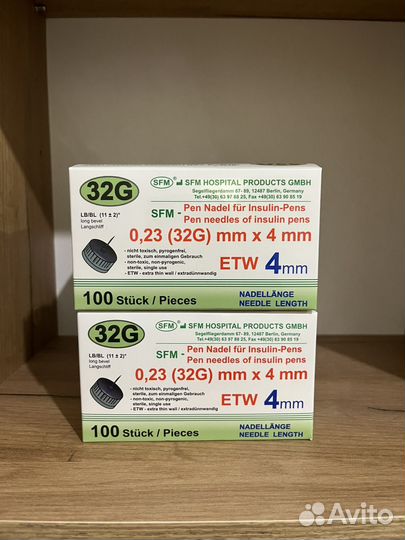 32G
SFM SFM HOSPITAL PRODUCTS GMBH
Segelfliegerdamm 67- 89, 12487 Berlin, Germany
Tel.+49(30) 63 97 88 25, Fax +49(30) 63 90 85 19
LB/BL (11 ± 2)°
long bevel
Langschliff
SFM - Pen Nadel für Insulin-Pens
Pen needles of insulin pens
0,23 (32G) mm x 4 mm
- nicht toxisch, pyrogenfrei,
sterile, zum einmaligen Gebrauch
- non-toxic, non-pyrogenic,
sterile, single use
- ETW - extra thin wall / extradünnwandig
ETW 4mm
100 Stück / Pieces
NADELLÄNGE
NEEDLE LENGTH
32G
SFM SFM HOSPITAL PRODUCTS GMBH
Segelfliegerdamm 67- 89, 12487 Berlin, Germany
Tel.+49(30) 63 97 88 25, Fax +49(30) 63 90 85 19
LB/BL (11 ± 2)°
long bevel
Langschliff
SFM - Pen Nadel für Insulin-Pens
Pen needles of insulin pens
0,23 (32G) mm x 4 mm
- nicht toxisch, pyrogenfrei,
sterile, zum einmaligen Gebrauch
- non-toxic, non-pyrogenic,
sterile, single use
- ETW - extra thin wall / extradünnwandig
ETW 4mm
100 Stück / Pieces
NADELLÄNGE
NEEDLE LENGTH
Avito